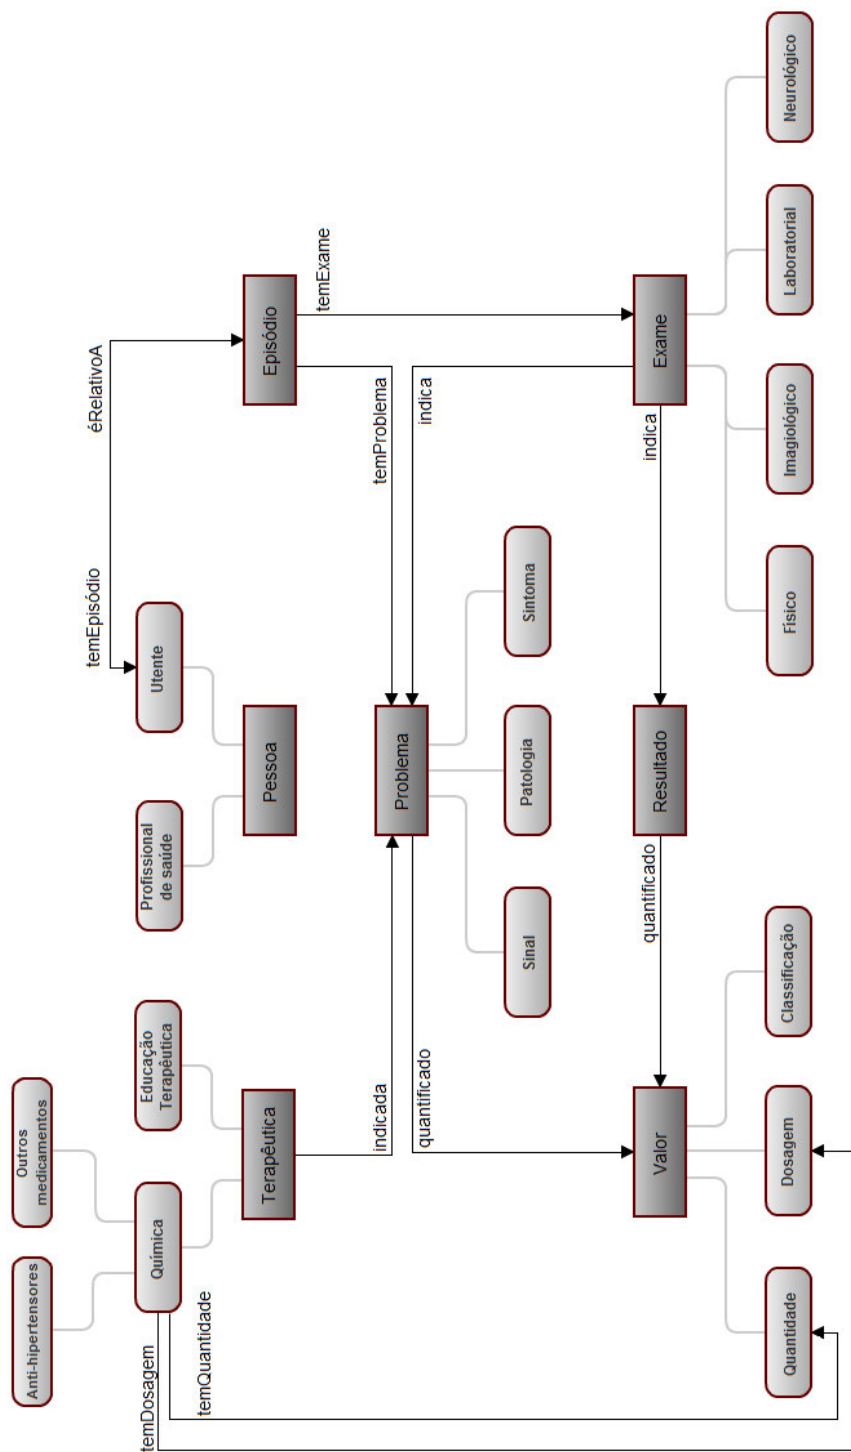 Anti-hipertensores
Outros
medicamentos
temEpisódio
éRelativoA
temDosagem
Química
Educação
Terapêutica
Profissional
de saúde
Utente
temQuantidade
Terapêutica
Pessoa
Episódio
temExame
indicada
temProblema
Problema
quantificado
indica
Sinal
Patologia
Sintoma
quantificado
indica
Valor
Resultado
Exame
Quantidade
Dosagem
Classificação
Físico
Imagiológico
Laboratorial
Neurológico